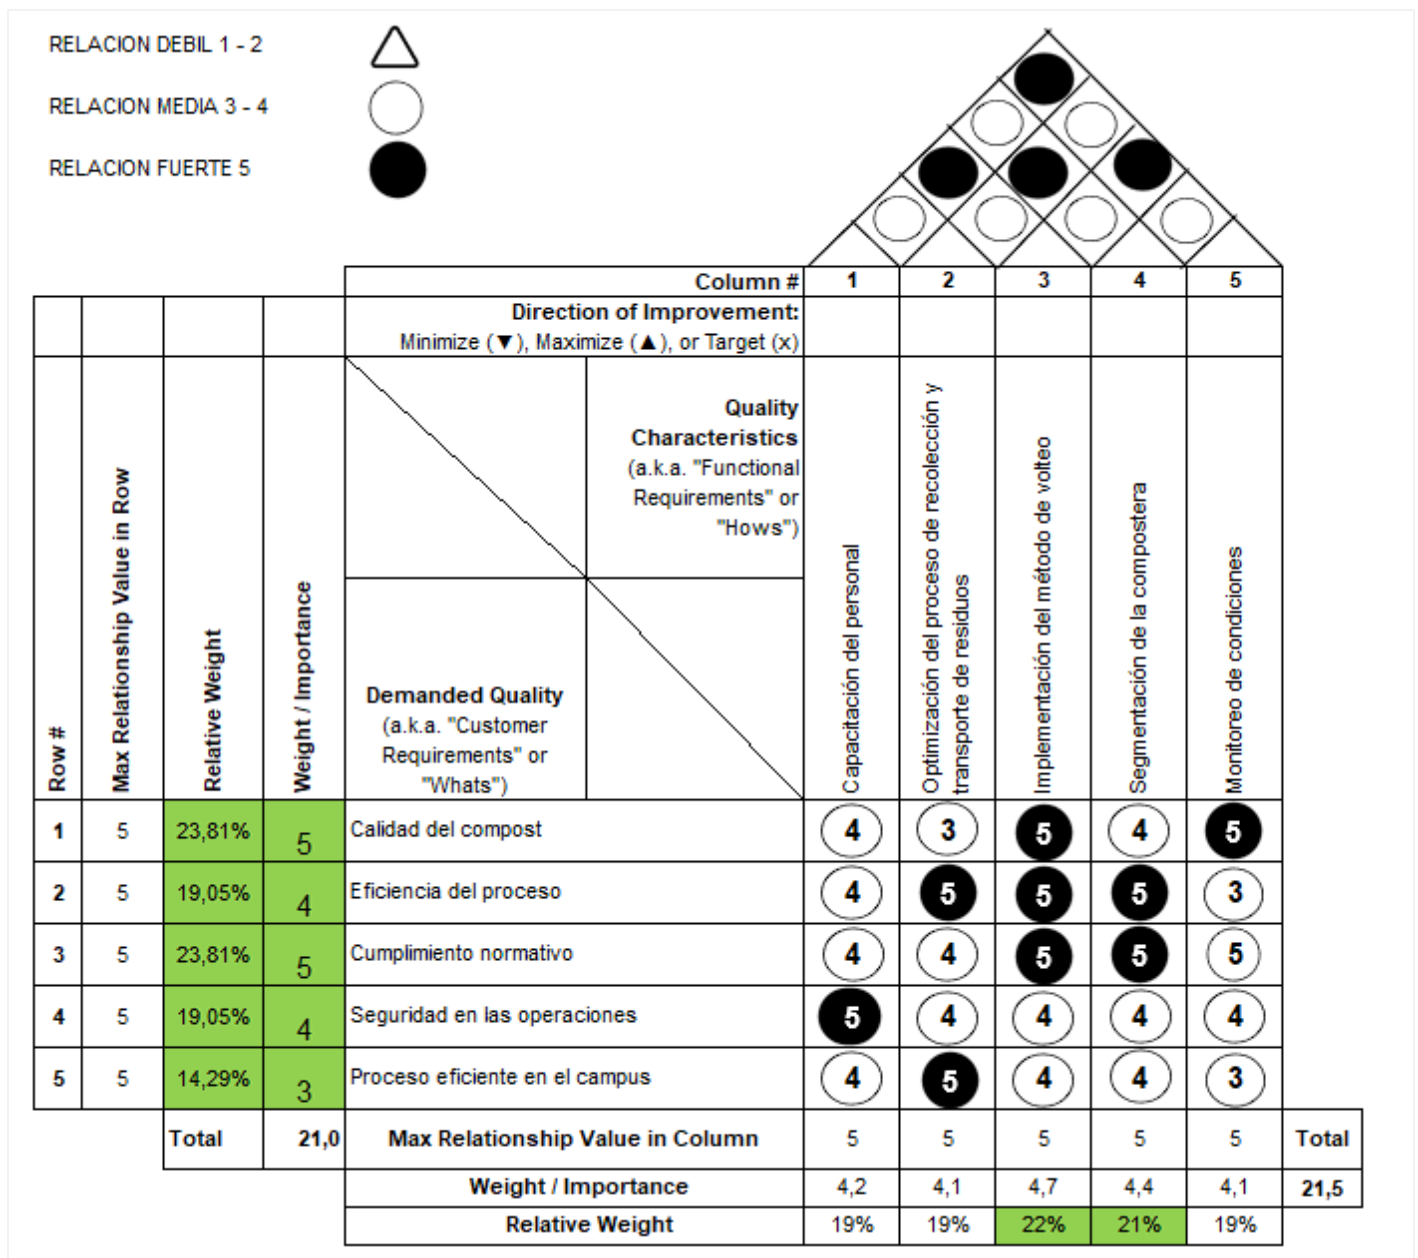 RELACION DEBIL 1 - 2
RELACION MEDIA 3 - 4
RELACION FUERTE 5
Column # 1 2 3 4 5
Direction of Improvement:
Minimize (▼), Maximize (▲), or Target (x)
Row #
Max Relationship Value in Row
Relative Weight
Weight / Importance
Quality
Characteristics
(a.k.a. "Functional
Requirements" or
"Hows")
Demanded Quality
(a.k.a. "Customer
Requirements" or
"Whats")
Capacitación del personal
Optimización del proceso de recolección y
transporte de residuos
Implementación del método de volteo
Segmentación de la compostera
Monitoreo de condiciones
1 5 23,81% 5 Calidad del compost 4 3 5 4 5
2 5 19,05% 4 Eficiencia del proceso 4 5 5 5 3
3 5 23,81% 5 Cumplimiento normativo 4 4 5 5 5
4 5 19,05% 4 Seguridad en las operaciones 5 4 4 4 4
5 5 14,29% 3 Proceso eficiente en el campus 4 5 4 4 3
Total 21,0 Max Relationship Value in Column 5 5 5 5 5 Total
Weight / Importance 4,2 4,1 4,7 4,4 4,1 21,5
Relative Weight 19% 19% 22% 21% 19%